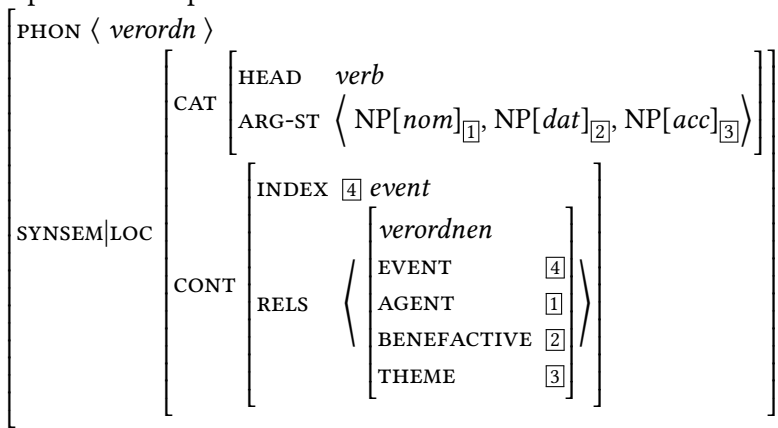 PHON ⟨ verordn ⟩
HEAD verb
CAT
ARG-ST ⟨ NP[nom]1, NP[dat]2, NP[acc]3 ⟩
INDEX 4 event
SYNSEM|LOC
verordnen
EVENT 4
CONT
RELS
AGENT 1
BENEFACTIVE 2
THEME 3